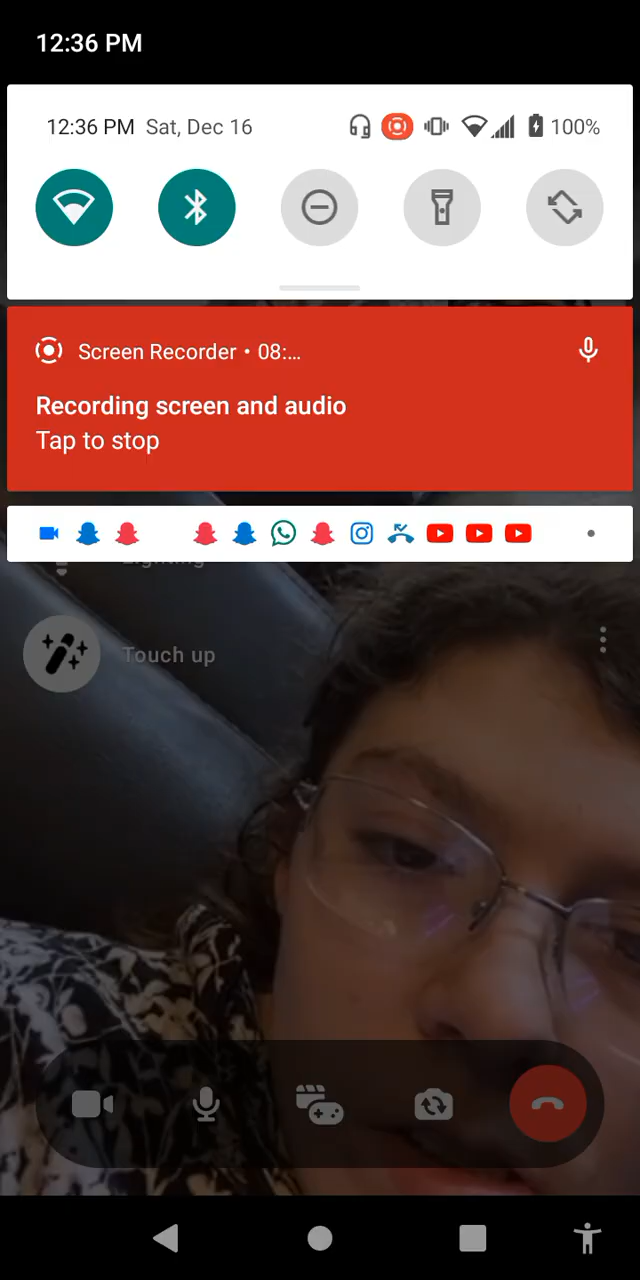 12:36 PM
12:36 PM Sat, Dec 16
100%
Screen Recorder • 08:...
Recording screen and audio
Tap to stop
Lighting
Touch up